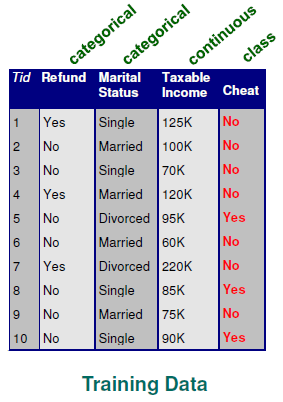 categorical categorical continuous class
Tid Refund Marital Status Taxable Income Cheat
1 Yes Single 125K No
2 No Married 100K No
3 No Single 70K No
4 Yes Married 120K No
5 No Divorced 95K Yes
6 No Married 60K No
7 Yes Divorced 220K No
8 No Single 85K Yes
9 No Married 75K No
10 No Single 90K Yes
Training Data